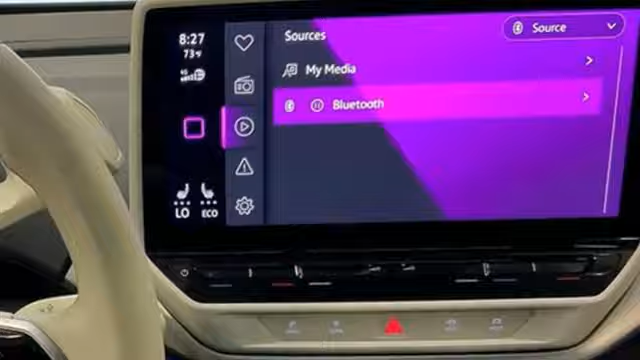 8:27
73°F
Sources
Source
My Media
Bluetooth
LO ECO